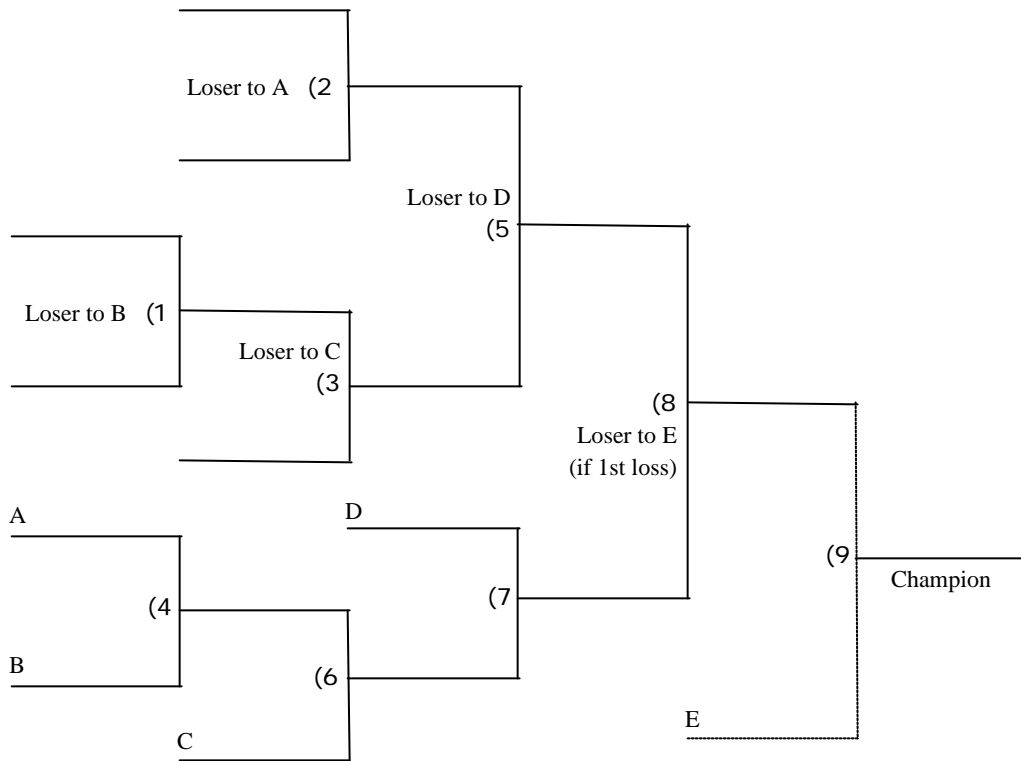 Loser to A (2
Loser to D
(5
Loser to B (1
Loser to C
(3
(8
Loser to E
(if 1st loss)
A
D
(9
Champion
(4
(7
B
(6
E
C